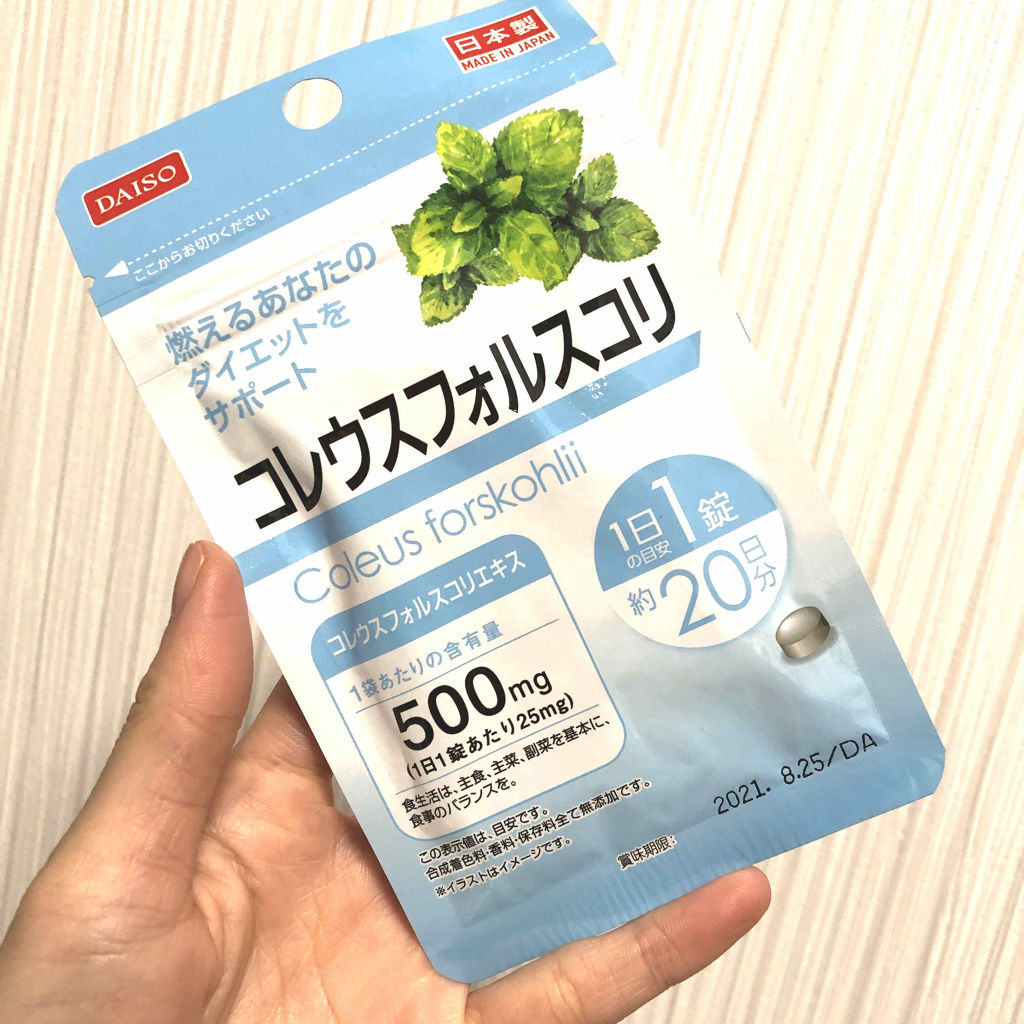 日本製
MADE IN JAPAN
DAISO
ここからお切りください
燃えるあなたの
ダイエットを
サポート
コレウスフォルスコリ
Coleus forskohlii
1日1錠
の目安
約20日分
コレウスフォルスコリエキス
1袋あたりの含有量
500mg
(1日1錠あたり25mg)
食生活は、主食、主菜、副菜を基本に、
食事のバランスを。
この表示値は、目安です。
合成着色料・香料・保存料全て無添加です。
※イラストはイメージです。
2021. 8.25/DA
賞味期限: